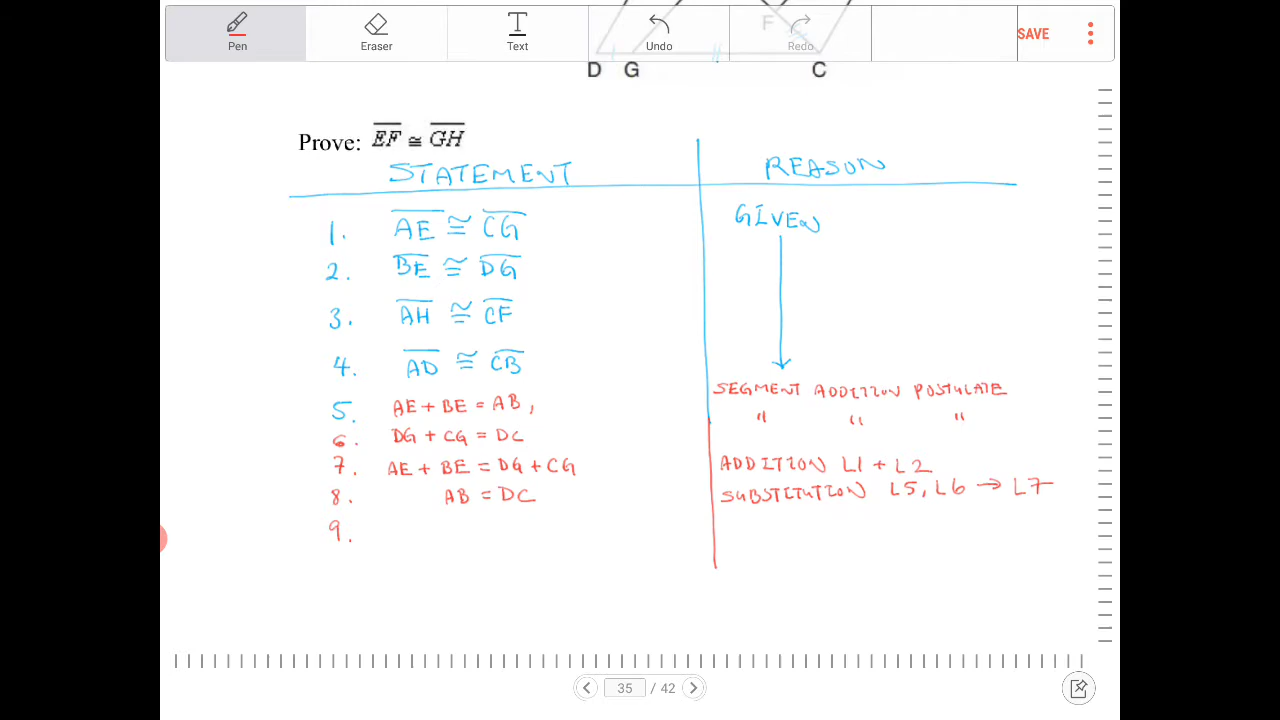 Pen Eraser Text Undo Redo SAVE
F
D G C
Prove: EF ≅ GH
STATEMENT REASON
1. AE ≅ CG GIVEN
2. BE ≅ DG
3. AH ≅ CF
4. AD ≅ CB
5. AE + BE = AB, SEGMENT ADDITION POSTULATE
6. DG + CG = DC " " "
7. AE + BE = DG + CG ADDITION L1 + L2
8. AB = DC SUBSTITUTION L5, L6 → L7
9.
35 / 42